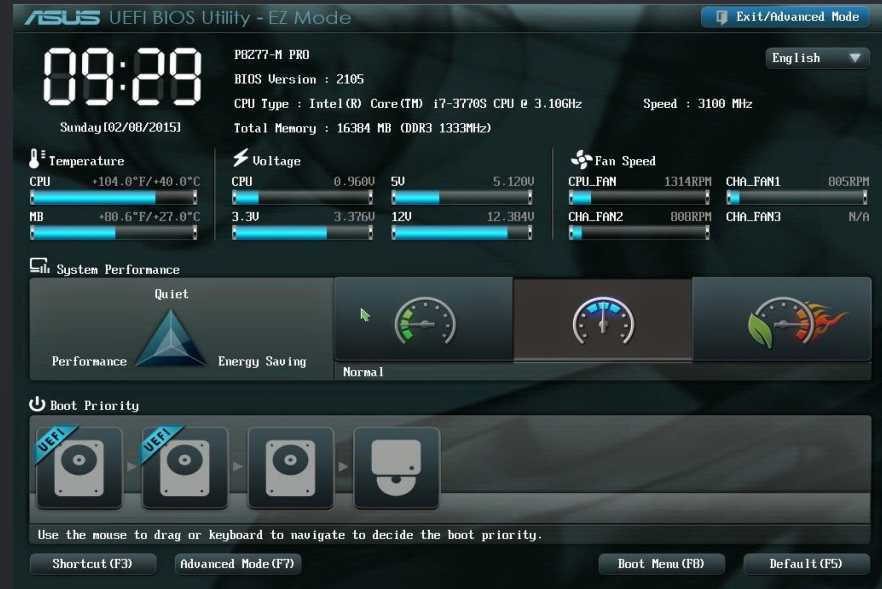 ASUS UEFI BIOS Utility - EZ Mode
Exit/Advanced Mode
09:29
Sunday[02/08/2015]
P8Z77-M PRO
BIOS Version : 2105
CPU Type : Intel(R) Core(TM) i7-3770S CPU @ 3.10GHz Speed : 3100 MHz
Total Memory : 16384 MB (DDR3 1333MHz)
English
Temperature
CPU +104.0°F/+40.0°C
MB +80.6°F/+27.0°C
Voltage
CPU 0.960V 5V 5.120V
3.3V 3.376V 12V 12.384V
Fan Speed
CPU_FAN 1314RPM CHA_FAN1 805RPM
CHA_FAN2 808RPM CHA_FAN3 N/A
System Performance
Quiet
Performance Energy Saving
Normal
Boot Priority
UEFI UEFI
Use the mouse to drag or keyboard to navigate to decide the boot priority.
Shortcut(F3) Advanced Mode(F7) Boot Menu(F8) Default(F5)